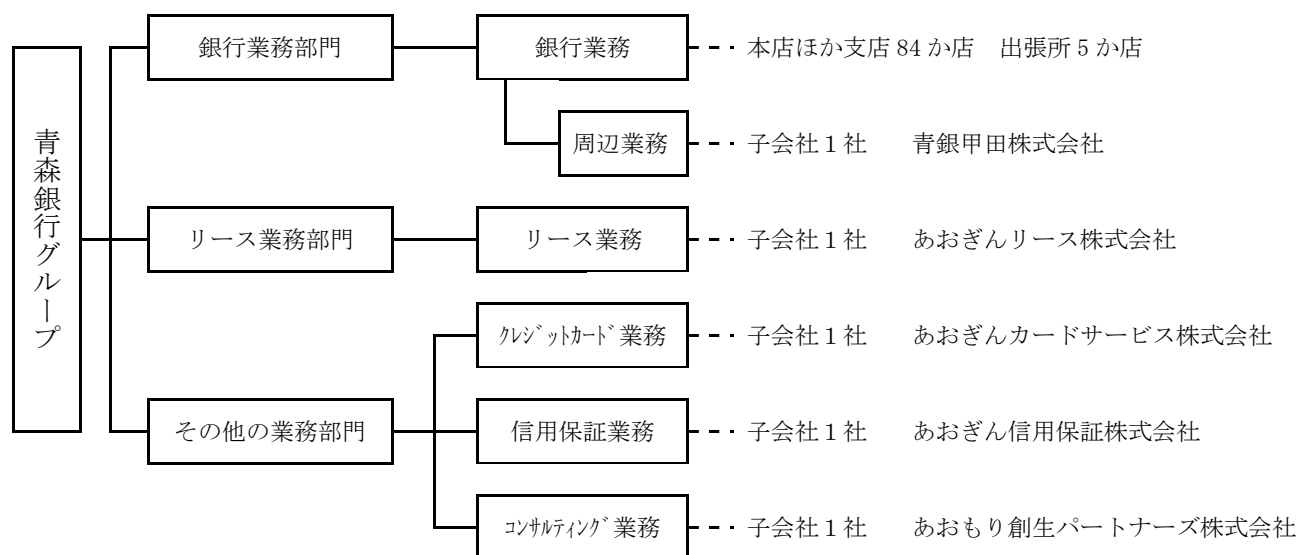 青森銀行グループ
銀行業務部門
銀行業務
本店ほか支店 84 か店　出張所 5 か店
周辺業務
子会社 1 社　青銀甲田株式会社
リース業務部門
リース業務
子会社 1 社　あおぎんリース株式会社
その他の業務部門
ｸﾚｼﾞｯﾄｶｰﾄﾞ業務
子会社 1 社　あおぎんカードサービス株式会社
信用保証業務
子会社 1 社　あおぎん信用保証株式会社
ｺﾝｻﾙﾃｨﾝｸﾞ業務
子会社 1 社　あおもり創生パートナーズ株式会社